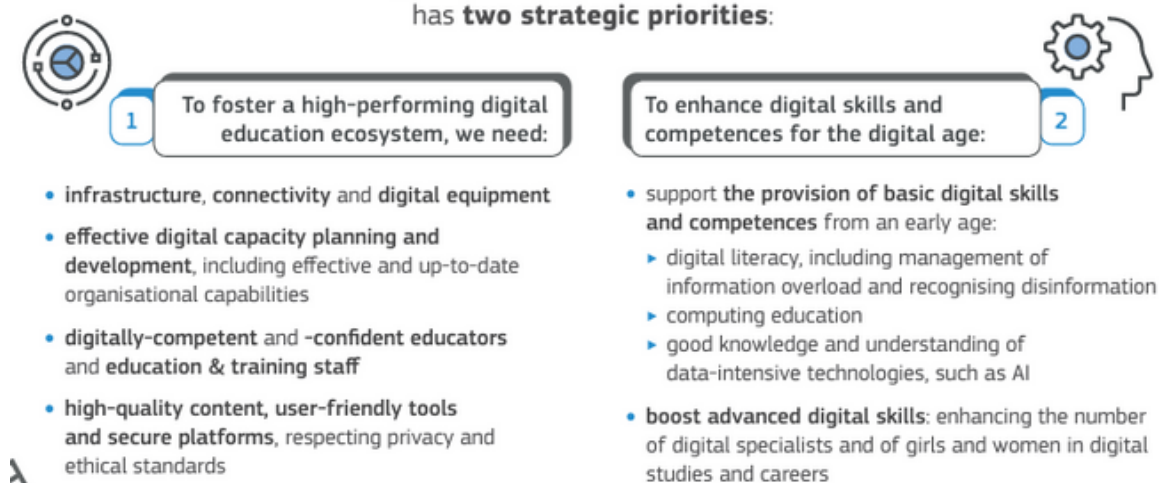 has two strategic priorities:
1
To foster a high-performing digital
education ecosystem, we need:
• infrastructure, connectivity and digital equipment
• effective digital capacity planning and
development, including effective and up-to-date
organisational capabilities
• digitally-competent and -confident educators
and education & training staff
• high-quality content, user-friendly tools
and secure platforms, respecting privacy and
ethical standards
To enhance digital skills and
competences for the digital age:
2
• support the provision of basic digital skills
and competences from an early age:
▸ digital literacy, including management of
information overload and recognising disinformation
▸ computing education
▸ good knowledge and understanding of
data-intensive technologies, such as AI
• boost advanced digital skills: enhancing the number
of digital specialists and of girls and women in digital
studies and careers